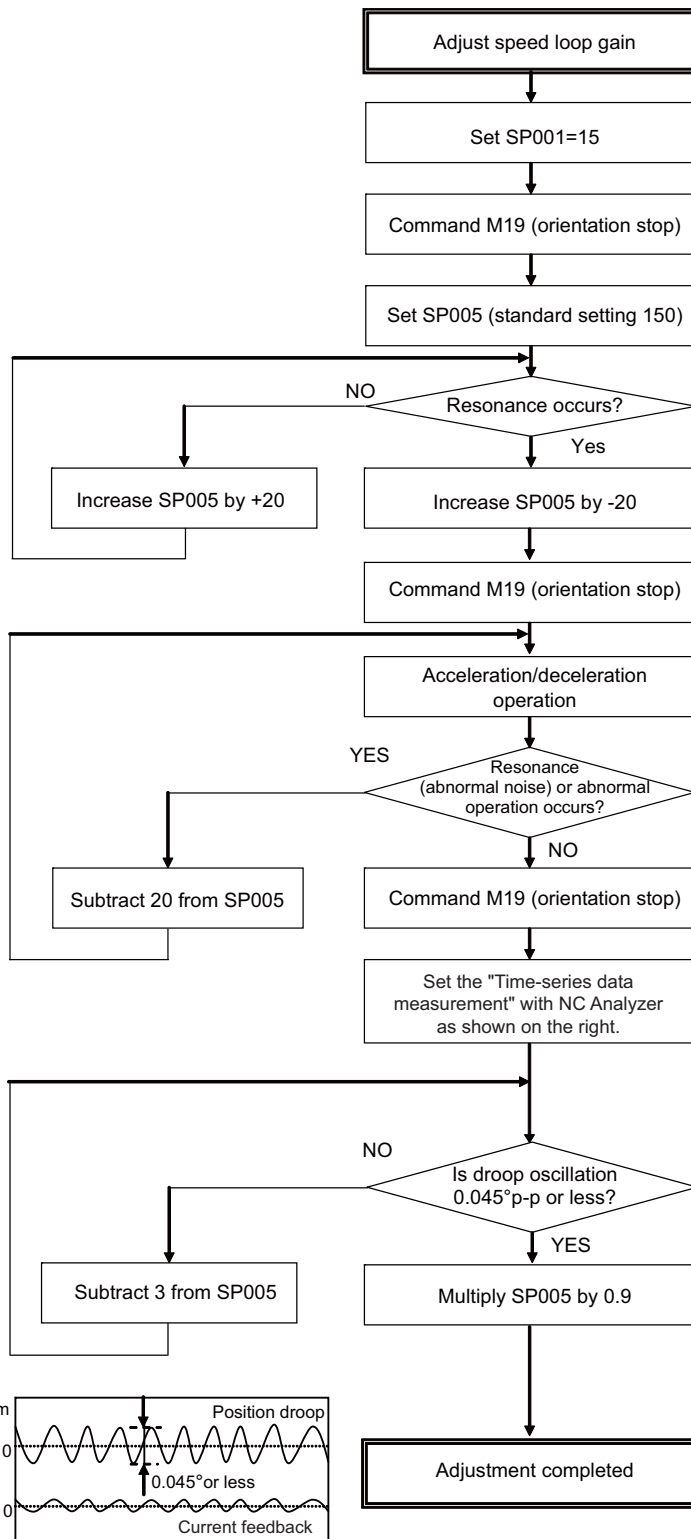 Adjust speed loop gain
Set SP001=15
Command M19 (orientation stop)
Set SP005 (standard setting 150)
NO
Resonance occurs?
Yes
Increase SP005 by +20
Increase SP005 by -20
Command M19 (orientation stop)
Acceleration/deceleration
operation
YES
Resonance
(abnormal noise) or abnormal
operation occurs?
NO
Subtract 20 from SP005
Command M19 (orientation stop)
Set the "Time-series data
measurement" with NC Analyzer
as shown on the right.
NO
Is droop oscillation
0.045°p-p or less?
YES
Subtract 3 from SP005
Multiply SP005 by 0.9
m
Position droop
0
0.045°or less
0
Current feedback
Adjustment completed